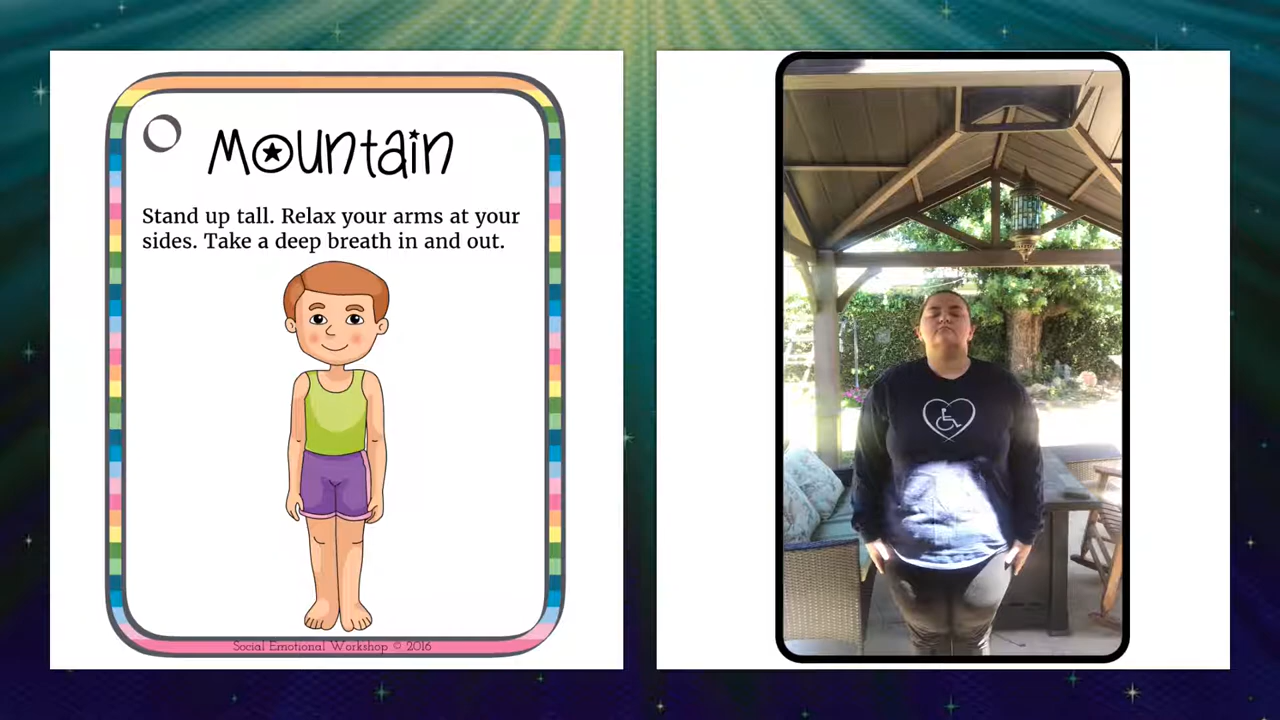 Mountain
Stand up tall. Relax your arms at your
sides. Take a deep breath in and out.
Social Emotional Workshop © 2016